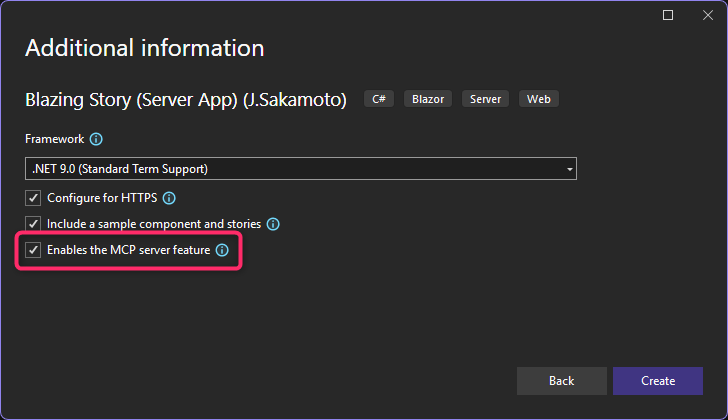 Additional information
Blazing Story (Server App) (J.Sakamoto) C# Blazor Server Web
Framework
.NET 9.0 (Standard Term Support)
Configure for HTTPS
Include a sample component and stories
Enables the MCP server feature
Back Create